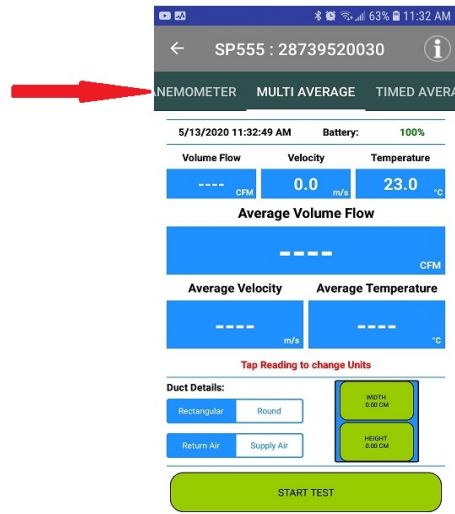 63% 11:32 AM
SP555 : 28739520030
NEMOMETER MULTI AVERAGE TIMED AVERA
5/13/2020 11:32:49 AM Battery: 100%
Volume Flow Velocity Temperature
---- CFM 0.0 m/s 23.0 °C
Average Volume Flow
----
CFM
Average Velocity Average Temperature
---- ----
m/s °C
Tap Reading to change Units
Duct Details:
Rectangular Round
WIDTH
0.00 CM
Return Air Supply Air
HEIGHT
0.00 CM
START TEST